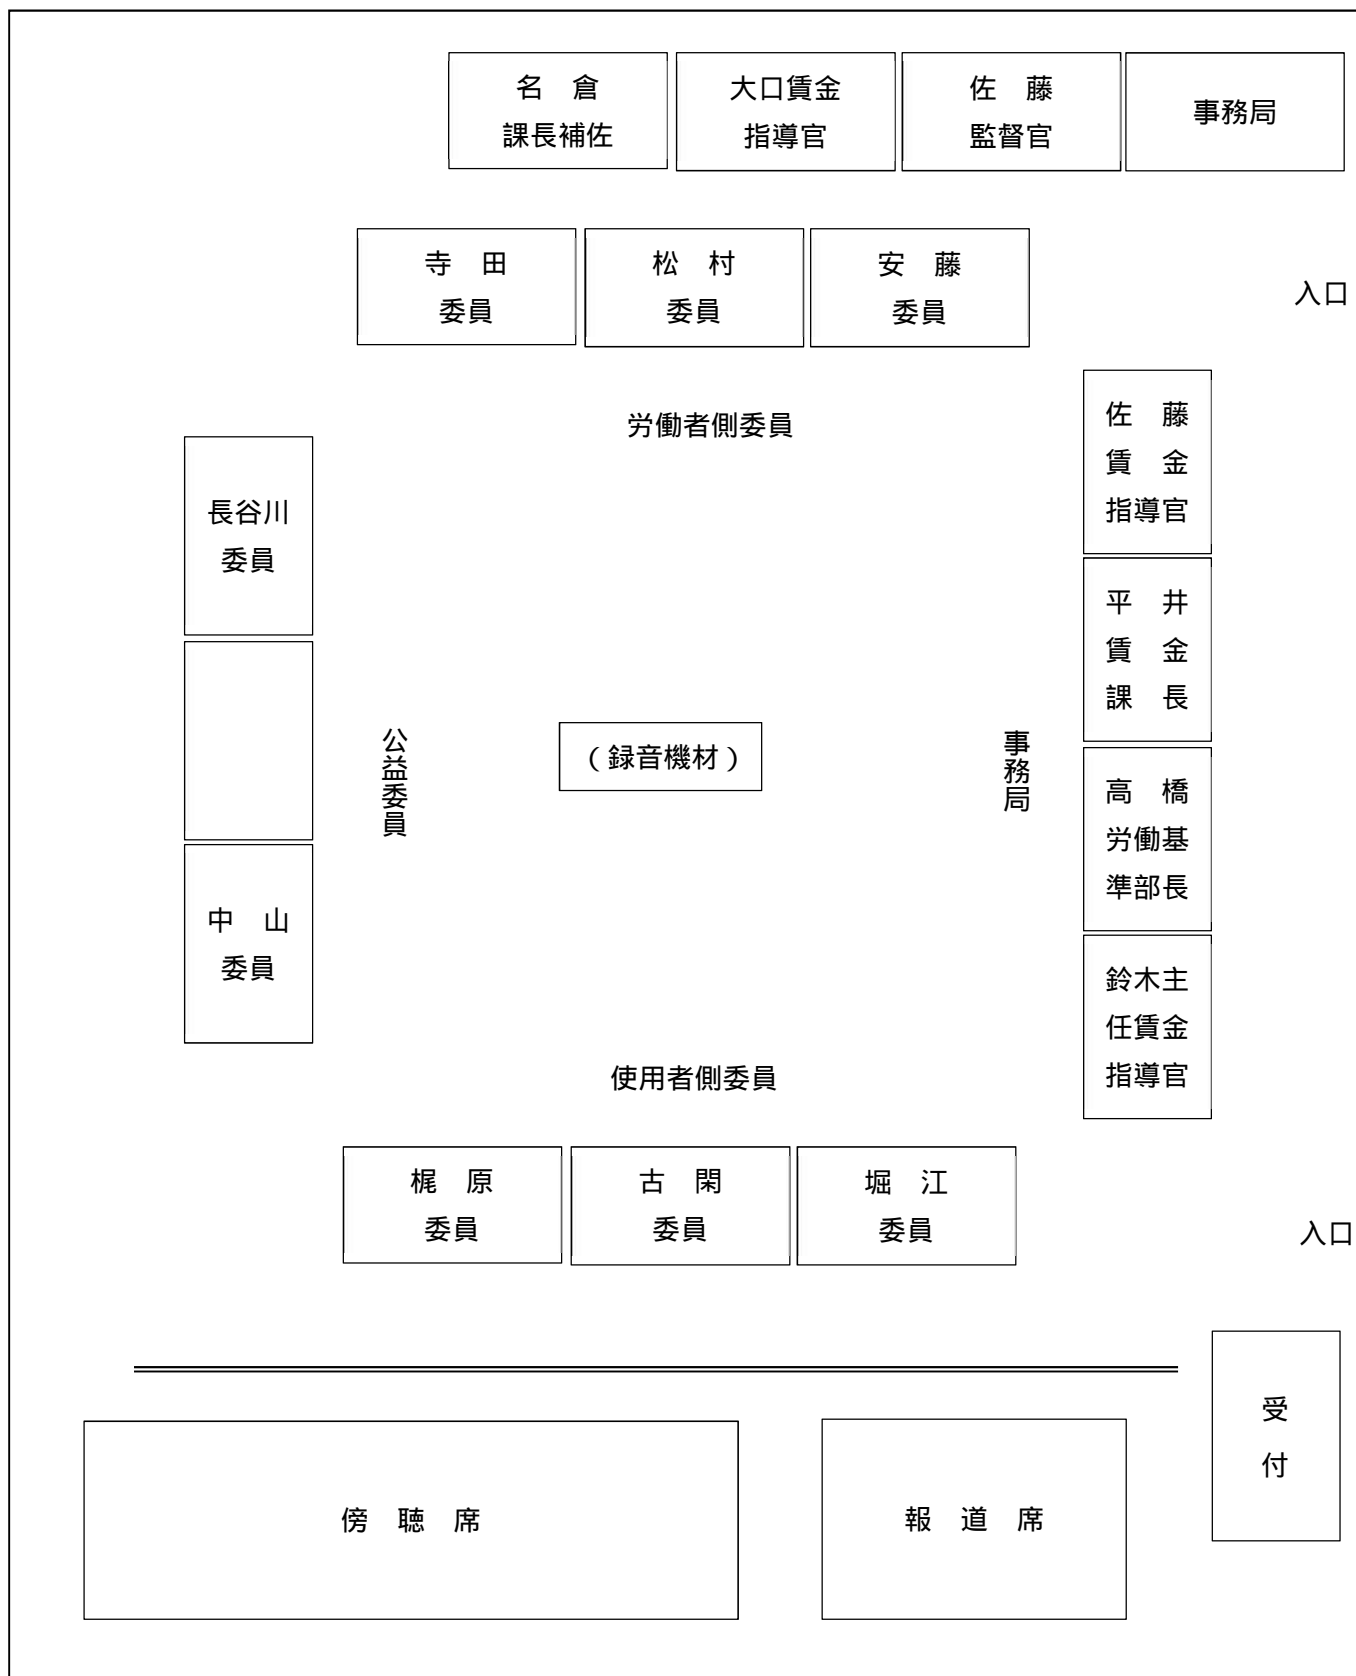 名　倉
課長補佐
大口賃金
指導官
佐　藤
監督官
事務局
寺　田
委員
松　村
委員
安　藤
委員
入口
労働者側委員
佐　藤
賃　金
指導官
長谷川
委員
平　井
賃　金
課　長
公益委員
（録音機材）
事務局
高　橋
労働基
準部長
中　山
委員
鈴木主
任賃金
指導官
使用者側委員
梶　原
委員
古　閑
委員
堀　江
委員
入口
受
付
傍　聴　席
報　道　席